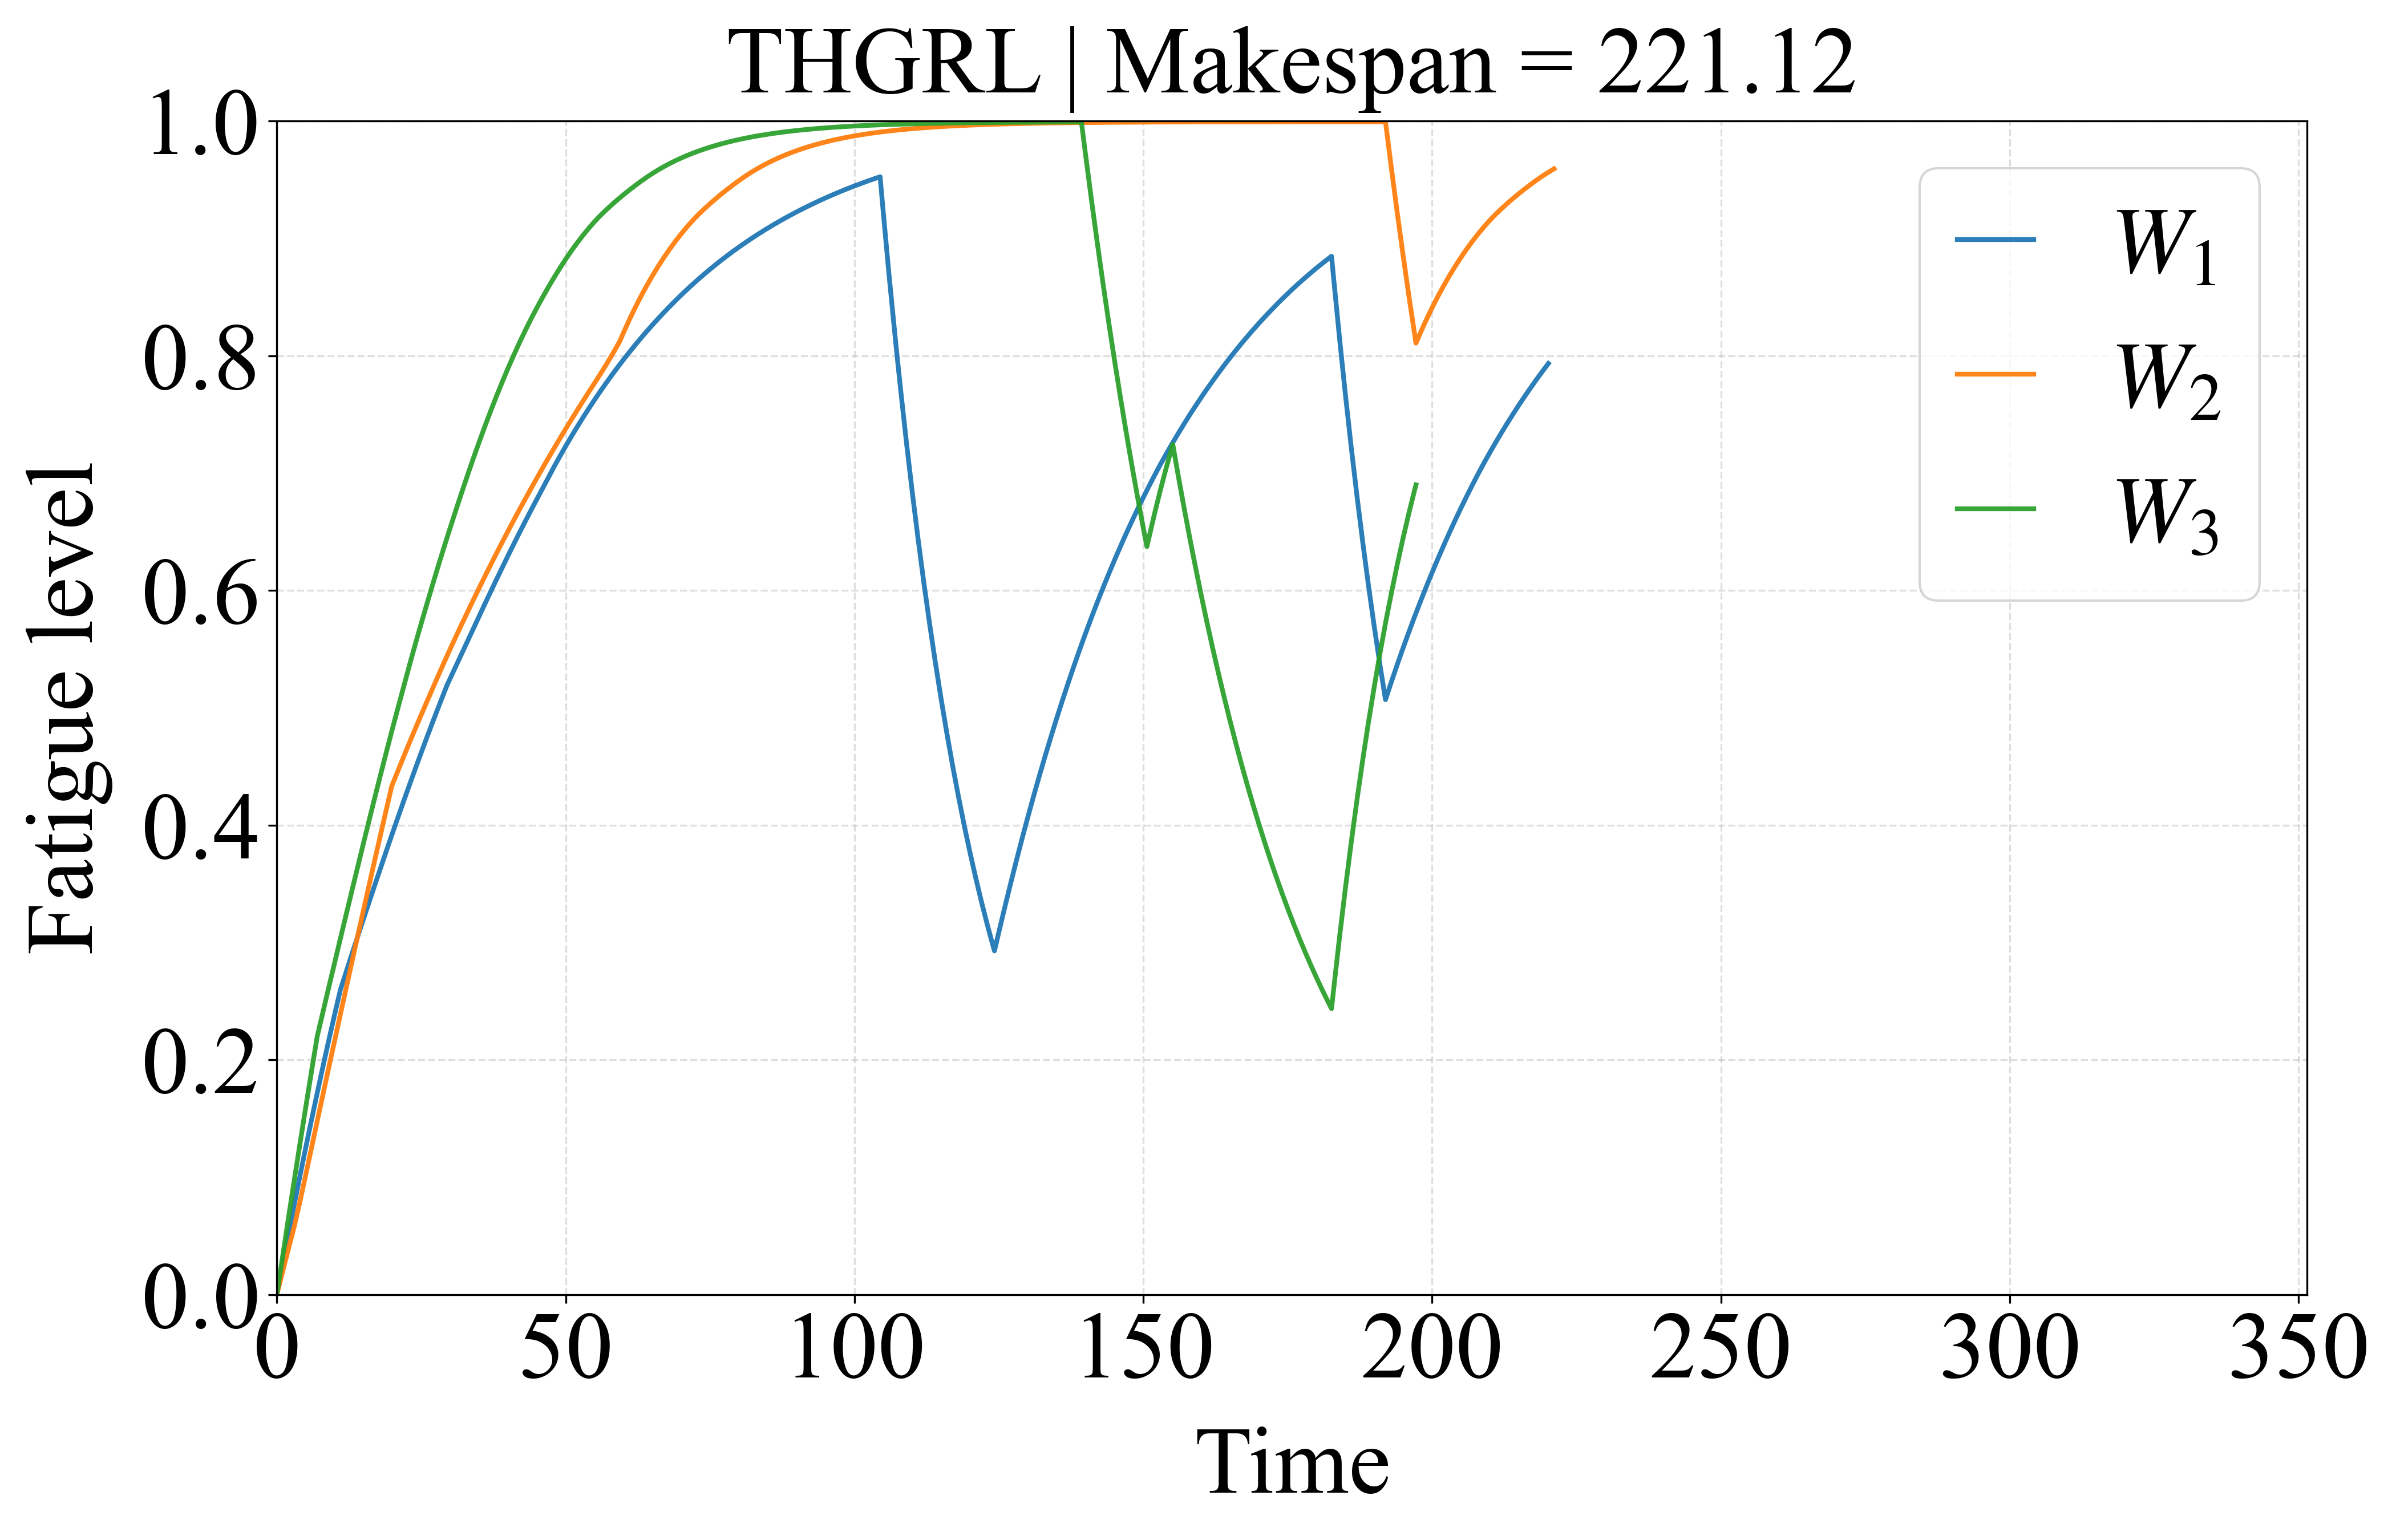 THGRL | Makespan = 221.12
Fatigue level
1.0
0.8
0.6
0.4
0.2
0.0
0 50 100 150 200 250 300 350
Time
W1
W2
W3